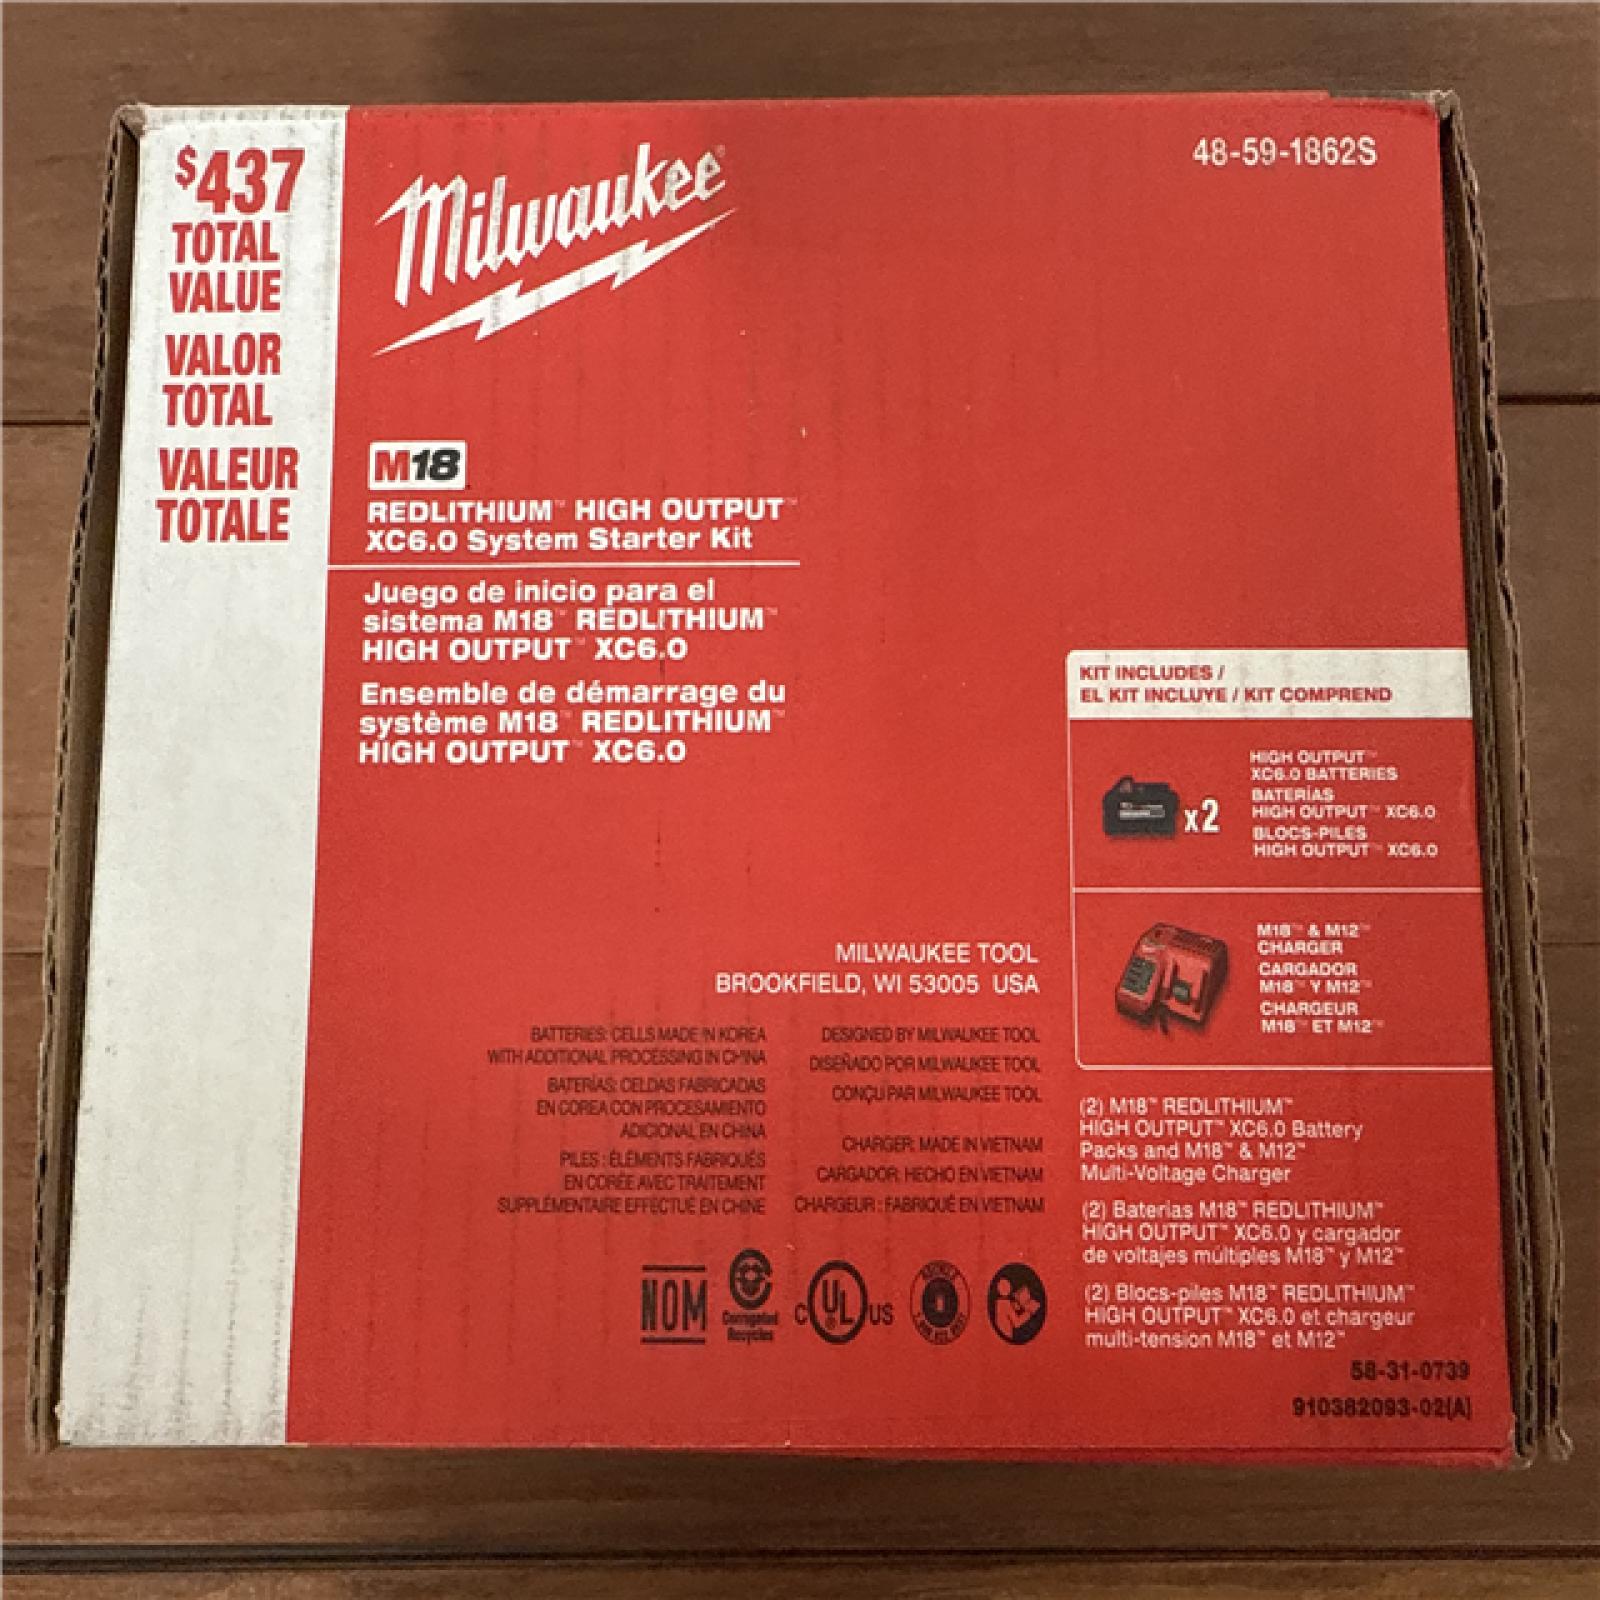 $437
TOTAL
VALUE
VALOR
TOTAL
VALEUR
TOTALE
Milwaukee
48-59-1862S
M18
REDLITHIUM™ HIGH OUTPUT™
XC6.0 System Starter Kit
Juego de inicio para el
sistema M18™ REDLITHIUM™
HIGH OUTPUT™ XC6.0
Ensemble de démarrage du
système M18™ REDLITHIUM™
HIGH OUTPUT™ XC6.0
KIT INCLUDES /
EL KIT INCLUYE / KIT COMPREND
x2
HIGH OUTPUT™
XC6.0 BATTERIES
BATERÍAS
HIGH OUTPUT™ XC6.0
BLOCS-PILES
HIGH OUTPUT™ XC6.0
M18™ & M12™
CHARGER
CARGADOR
M18™ Y M12™
CHARGEUR
M18™ ET M12™
MILWAUKEE TOOL
BROOKFIELD, WI 53005 USA
BATTERIES: CELLS MADE IN KOREA
WITH ADDITIONAL PROCESSING IN CHINA
BATERÍAS: CELDAS FABRICADAS
EN COREA CON PROCESAMIENTO
ADICIONAL EN CHINA
PILES : ÉLÉMENTS FABRIQUÉS
EN CORÉE AVEC TRAITEMENT
SUPPLÉMENTAIRE EFFECTUÉ EN CHINE
DESIGNED BY MILWAUKEE TOOL
DISEÑADO POR MILWAUKEE TOOL
CONÇU PAR MILWAUKEE TOOL
CHARGER: MADE IN VIETNAM
CARGADOR: HECHO EN VIETNAM
CHARGEUR : FABRIQUÉ EN VIETNAM
NOM
Corrugated
Recycles
C UL US
(2) M18™ REDLITHIUM™
HIGH OUTPUT™ XC6.0 Battery
Packs and M18™ & M12™
Multi-Voltage Charger
(2) Baterias M18™ REDLITHIUM™
HIGH OUTPUT™ XC6.0 y cargador
de voltajes múltiples M18™ y M12™
(2) Blocs-piles M18™ REDLITHIUM™
HIGH OUTPUT™ XC6.0 et chargeur
multi-tension M18™ et M12™
58-31-0739
910382093-02(A)